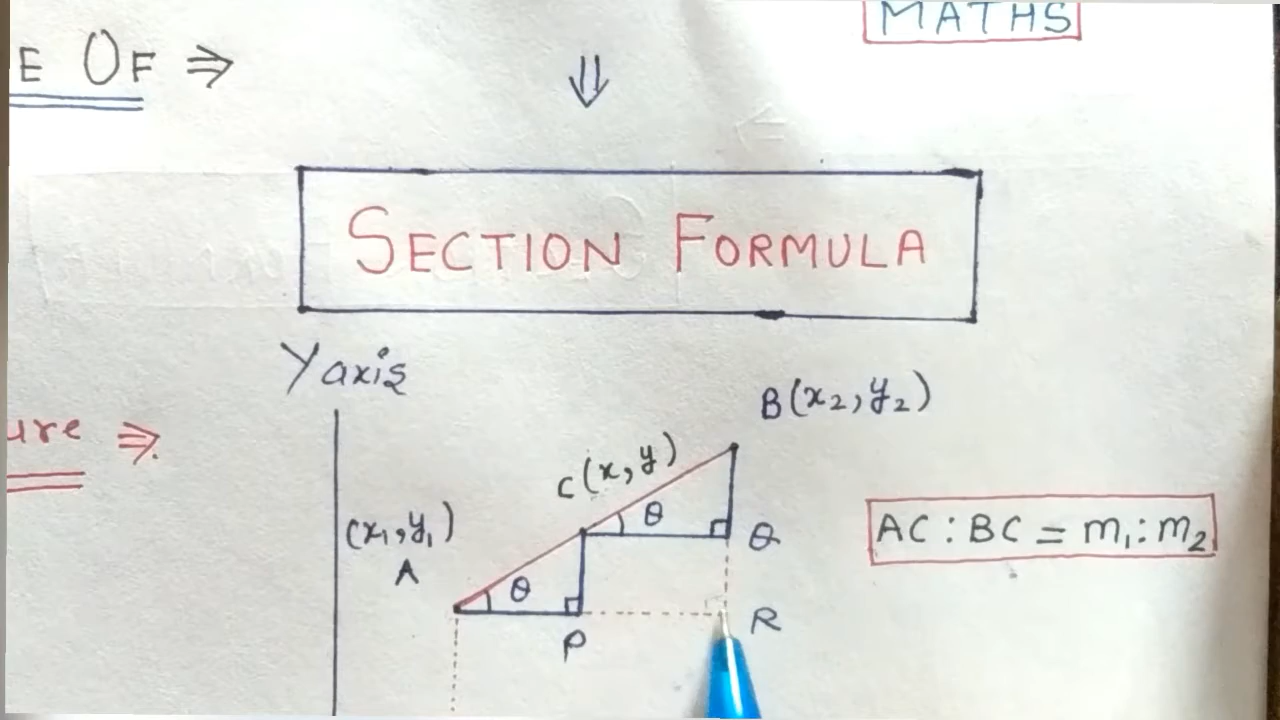 MATHS
E OF ⇒
⇓
SECTION FORMULA
Y axis
B(x₂,y₂)
ure ⇒
C(x,y)
(x₁,y₁)
A
θ
Q
AC:BC = m₁:m₂
θ
P
R